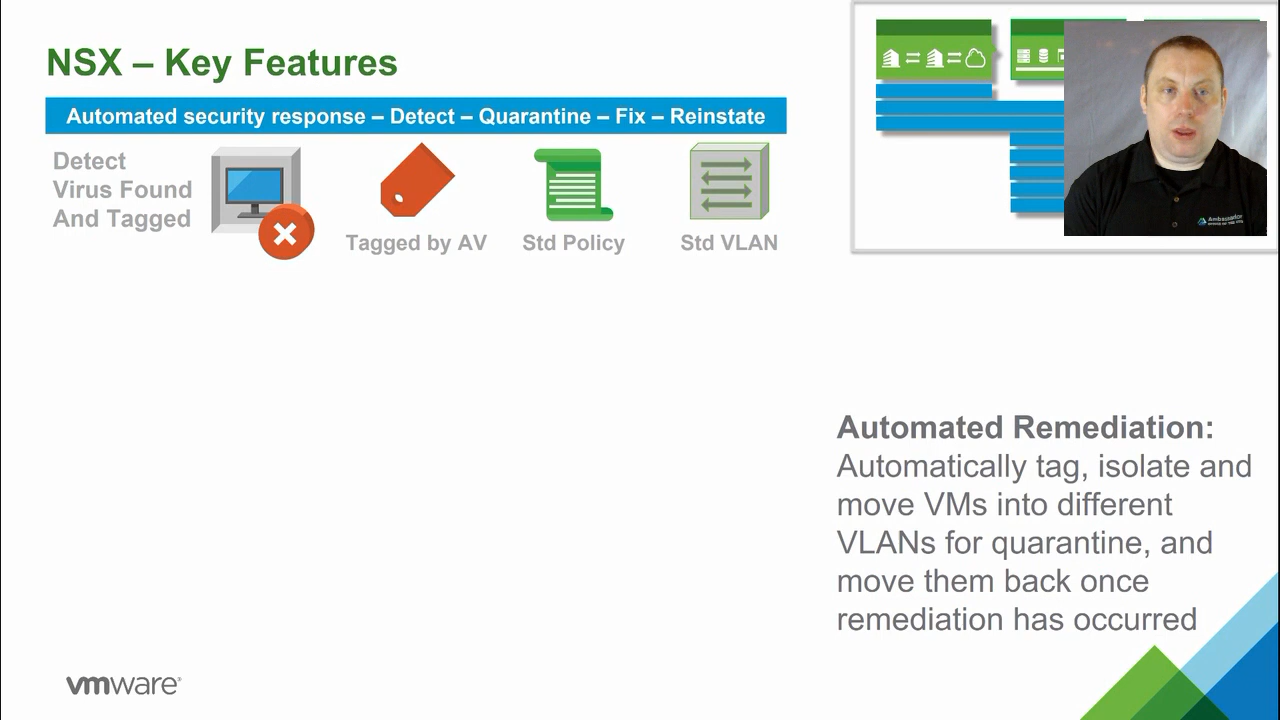 NSX – Key Features
Automated security response – Detect – Quarantine – Fix – Reinstate
Detect
Virus Found
And Tagged
Tagged by AV
Std Policy
Std VLAN
Ambassador
Automated Remediation:
Automatically tag, isolate and
move VMs into different
VLANs for quarantine, and
move them back once
remediation has occurred
vmware